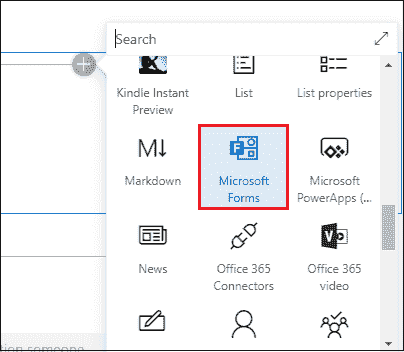 Search
Kindle Instant
Preview
List
List properties
Markdown
Microsoft
Forms
Microsoft
PowerApps (...
News
Office 365
Connectors
Office 365
video
tion someone